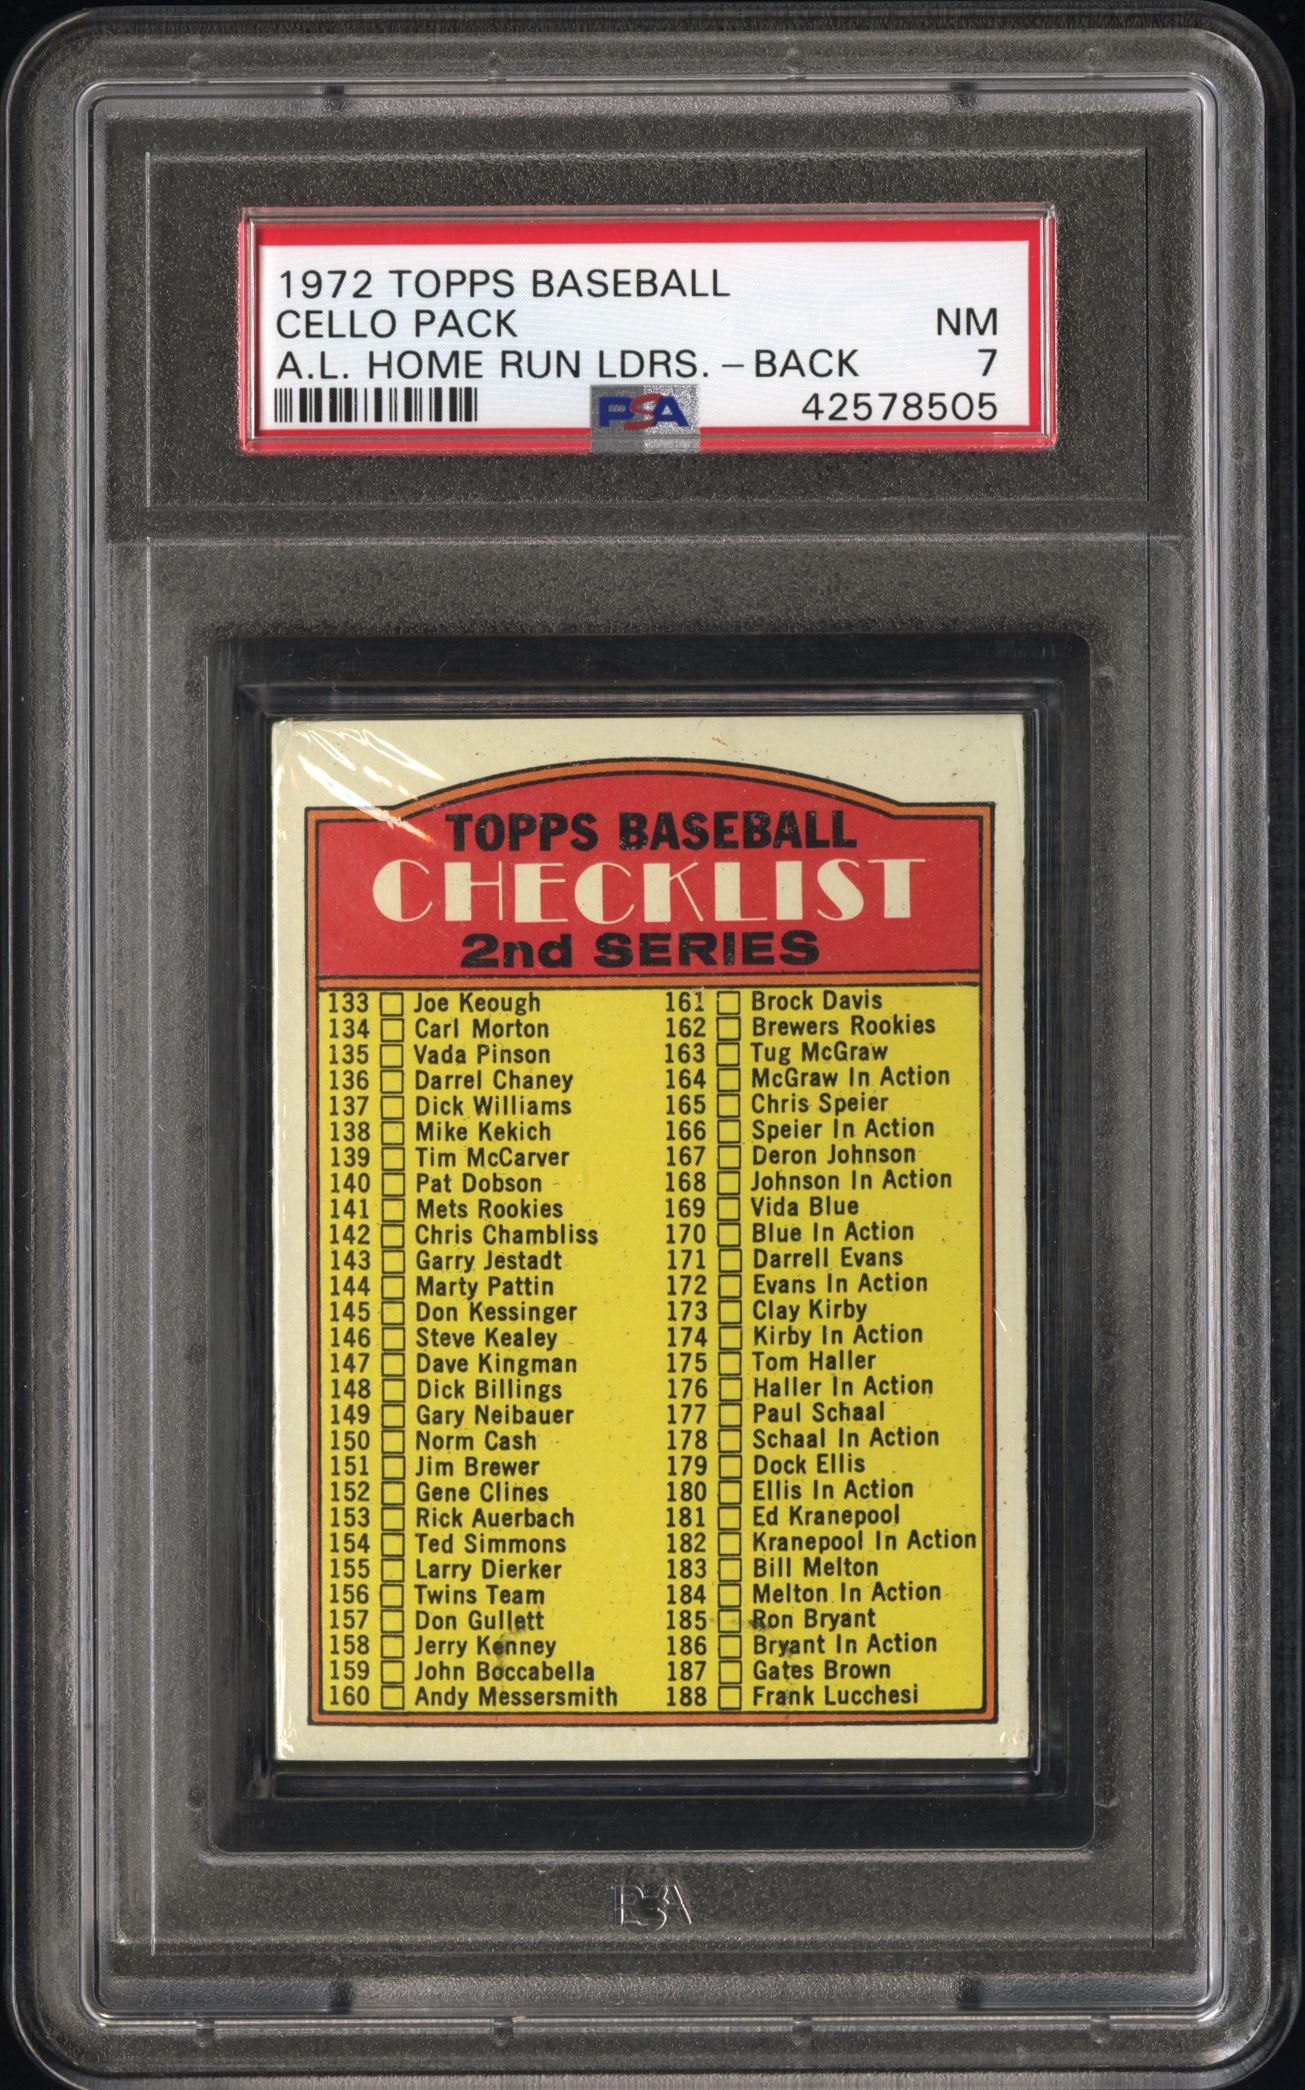 1972 TOPPS BASEBALL
CELLO PACK NM
A.L. HOME RUN LDRS. – BACK 7
PSA 42578505
TOPPS BASEBALL
CHECKLIST
2nd SERIES
133 Joe Keough 161 Brock Davis
134 Carl Morton 162 Brewers Rookies
135 Vada Pinson 163 Tug McGraw
136 Darrel Chaney 164 McGraw In Action
137 Dick Williams 165 Chris Speier
138 Mike Kekich 166 Speier In Action
139 Tim McCarver 167 Deron Johnson
140 Pat Dobson 168 Johnson In Action
141 Mets Rookies 169 Vida Blue
142 Chris Chambliss 170 Blue In Action
143 Garry Jestadt 171 Darrell Evans
144 Marty Pattin 172 Evans In Action
145 Don Kessinger 173 Clay Kirby
146 Steve Kealey 174 Kirby In Action
147 Dave Kingman 175 Tom Haller
148 Dick Billings 176 Haller In Action
149 Gary Neibauer 177 Paul Schaal
150 Norm Cash 178 Schaal In Action
151 Jim Brewer 179 Dock Ellis
152 Gene Clines 180 Ellis In Action
153 Rick Auerbach 181 Ed Kranepool
154 Ted Simmons 182 Kranepool In Action
155 Larry Dierker 183 Bill Melton
156 Twins Team 184 Melton In Action
157 Don Gullett 185 Ron Bryant
158 Jerry Kenney 186 Bryant In Action
159 John Boccabella 187 Gates Brown
160 Andy Messersmith 188 Frank Lucchesi
PSA